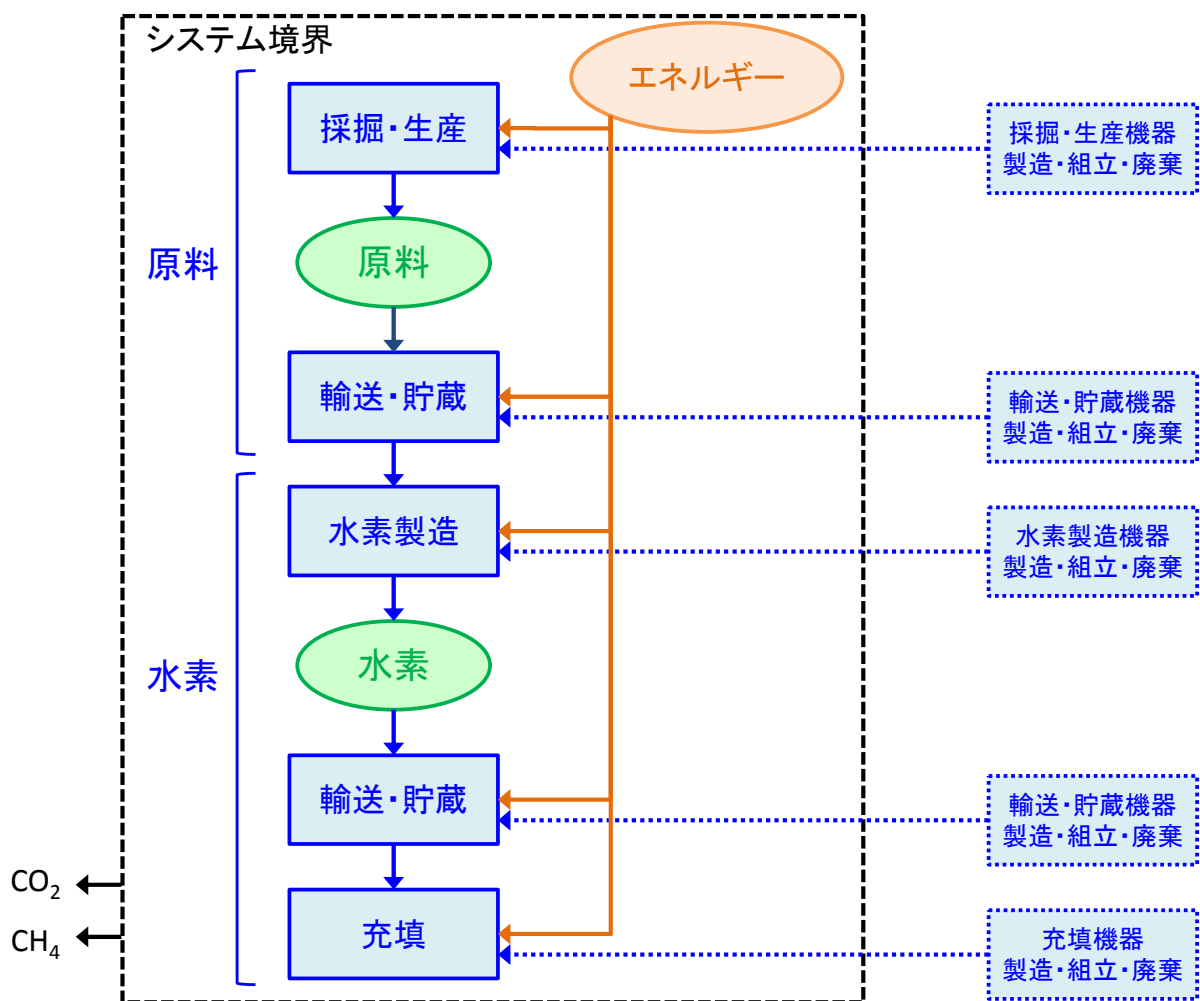 システム境界
エネルギー
採掘・生産
採掘・生産機器
製造・組立・廃棄
原料
原料
輸送・貯蔵
輸送・貯蔵機器
製造・組立・廃棄
水素製造
水素製造機器
製造・組立・廃棄
水素
水素
輸送・貯蔵
輸送・貯蔵機器
製造・組立・廃棄
CO₂
CH₄
充填
充填機器
製造・組立・廃棄